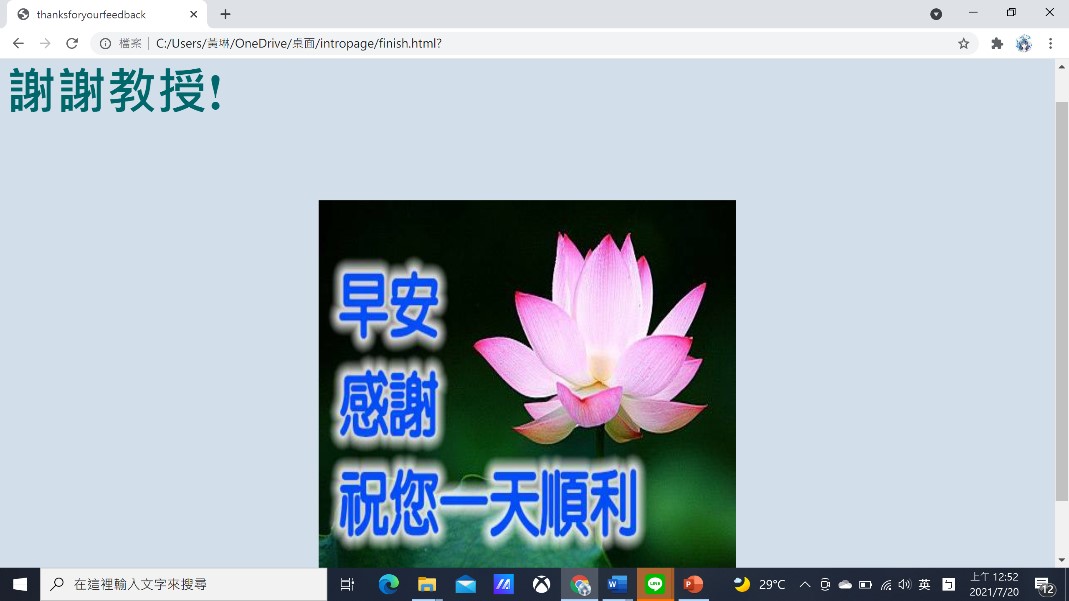 thanksforyourfeedback
檔案
C:/Users/黃琳/OneDrive/桌面/intropage/finish.html?
謝謝教授!
早安
感謝
祝您一天順利
在這裡輸入文字來搜尋
29°C
英
上午 12:52
2021/7/20
12